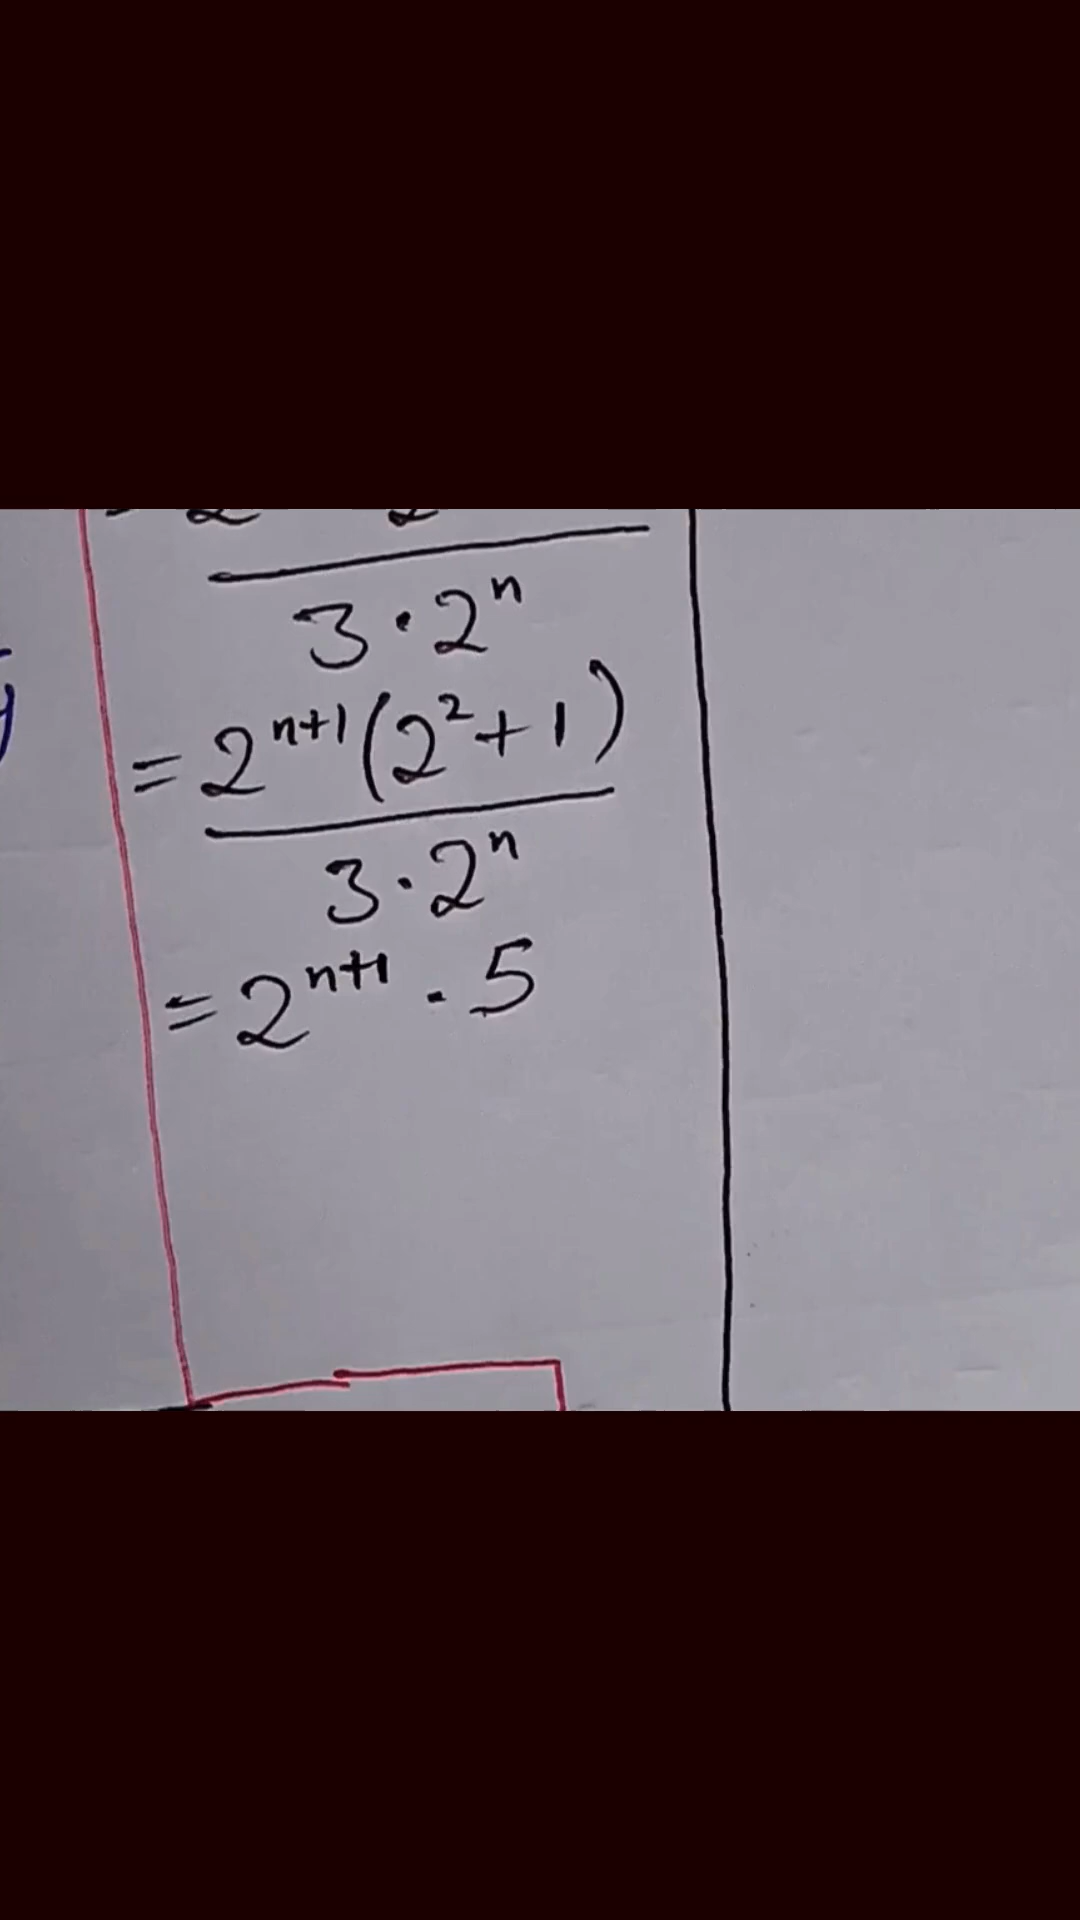 3 · 2ⁿ
= 2ⁿ⁺¹(2² + 1)
3 · 2ⁿ
= 2ⁿ⁺¹ · 5